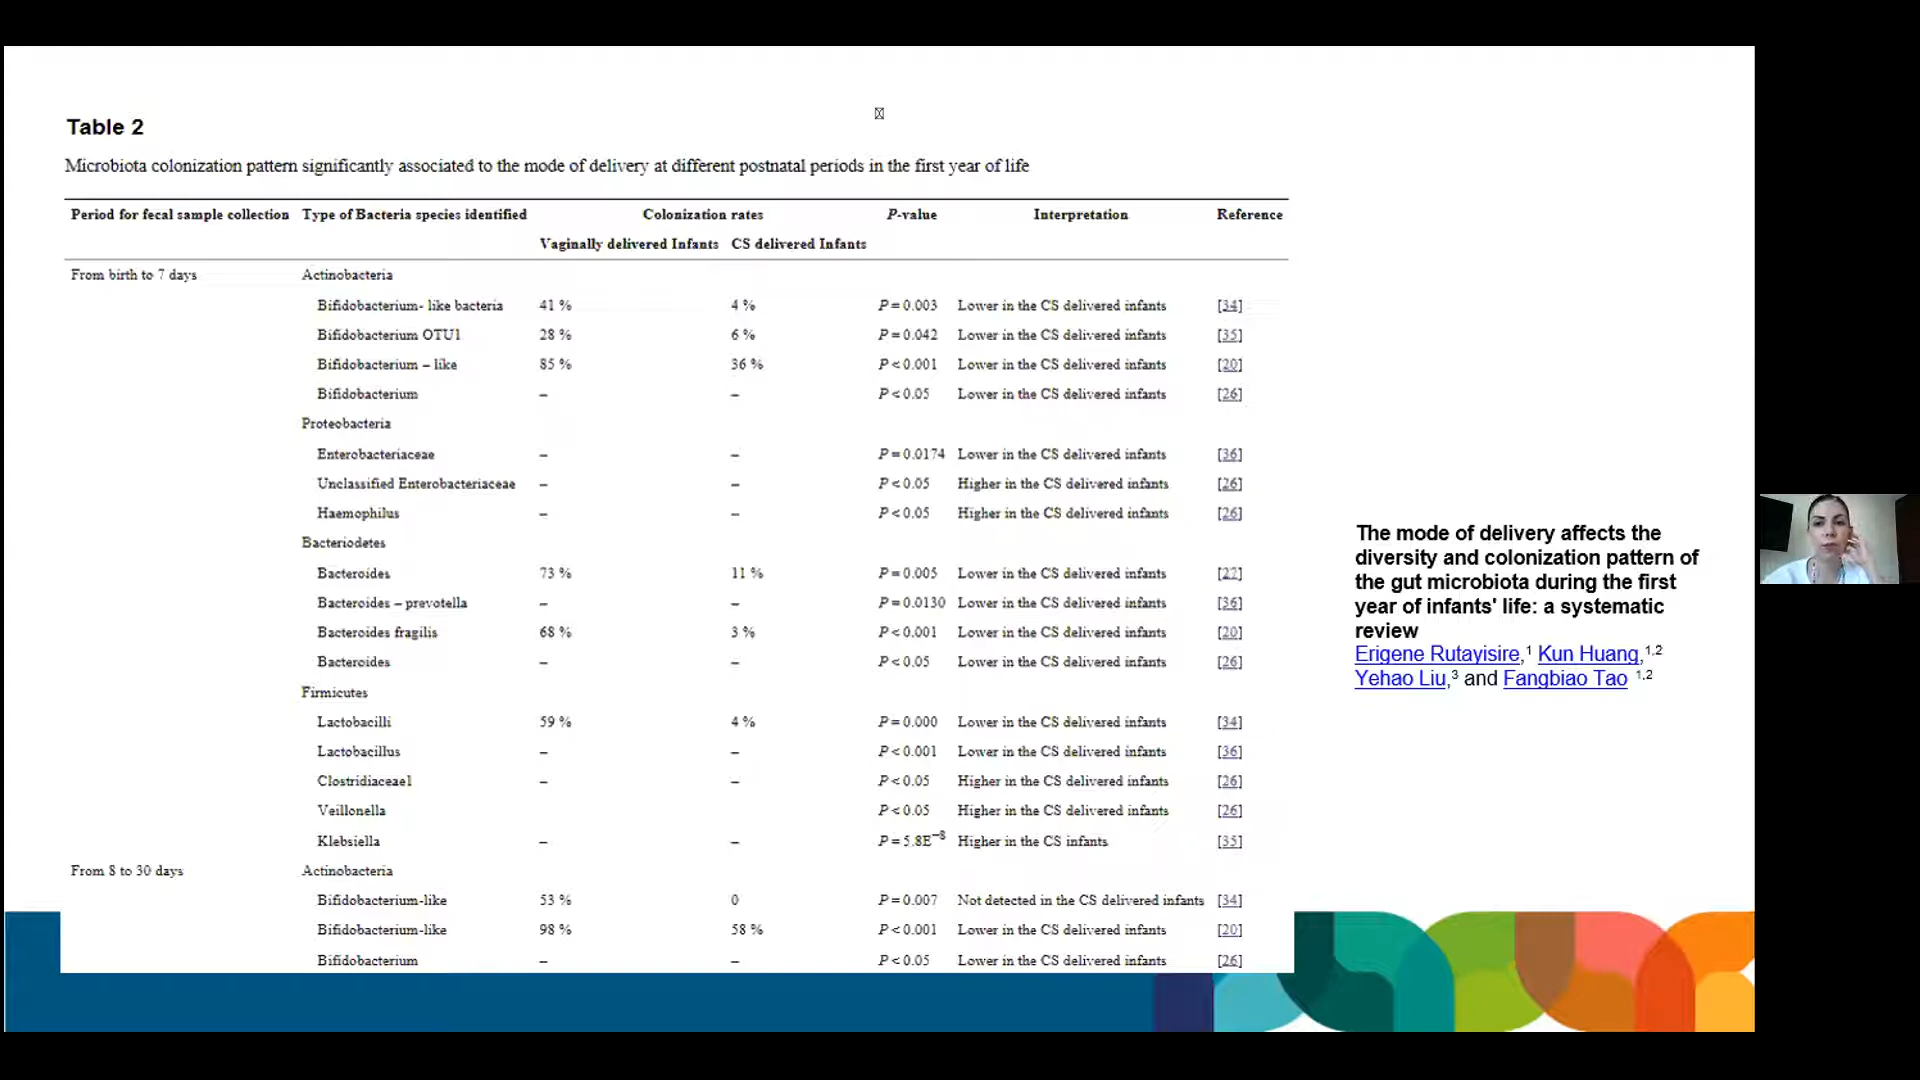 Table 2
Microbiota colonization pattern significantly associated to the mode of delivery at different postnatal periods in the first year of life
Period for fecal sample collection Type of Bacteria species identified Colonization rates P-value Interpretation Reference
Vaginally delivered Infants CS delivered Infants
From birth to 7 days Actinobacteria
Bifidobacterium- like bacteria 41 % 4 % P = 0.003 Lower in the CS delivered infants [34]
Bifidobacterium OTU1 28 % 6 % P = 0.042 Lower in the CS delivered infants [35]
Bifidobacterium – like 85 % 36 % P < 0.001 Lower in the CS delivered infants [20]
Bifidobacterium – – P < 0.05 Lower in the CS delivered infants [26]
Proteobacteria
Enterobacteriaceae – – P = 0.0174 Lower in the CS delivered infants [36]
Unclassified Enterobacteriaceae – – P < 0.05 Higher in the CS delivered infants [26]
Haemophilus – – P < 0.05 Higher in the CS delivered infants [26]
Bacteriodetes
Bacteroides 73 % 11 % P = 0.005 Lower in the CS delivered infants [27]
Bacteroides – prevotella – – P = 0.0130 Lower in the CS delivered infants [36]
Bacteroides fragilis 68 % 3 % P < 0.001 Lower in the CS delivered infants [20]
Bacteroides – – P < 0.05 Lower in the CS delivered infants [26]
Firmicutes
Lactobacilli 59 % 4 % P = 0.000 Lower in the CS delivered infants [34]
Lactobacillus – – P < 0.001 Lower in the CS delivered infants [36]
Clostridiaceae1 – – P < 0.05 Higher in the CS delivered infants [26]
Veillonella P < 0.05 Higher in the CS delivered infants [26]
Klebsiella – – P = 5.8E⁻⁸ Higher in the CS infants [35]
From 8 to 30 days Actinobacteria
Bifidobacterium-like 53 % 0 P = 0.007 Not detected in the CS delivered infants [34]
Bifidobacterium-like 98 % 58 % P < 0.001 Lower in the CS delivered infants [20]
Bifidobacterium – – P < 0.05 Lower in the CS delivered infants [26]
The mode of delivery affects the
diversity and colonization pattern of
the gut microbiota during the first
year of infants' life: a systematic
review
Erigene Rutayisire,¹ Kun Huang,¹,²
Yehao Liu,³ and Fangbiao Tao ¹,²